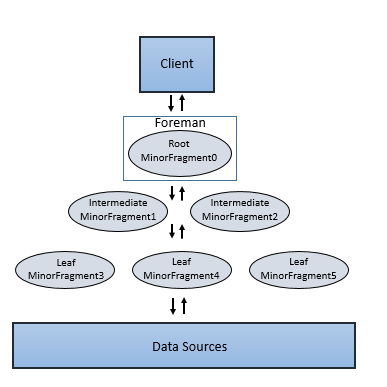 Client
Foreman
Root
MinorFragment0
Intermediate
MinorFragment1
Intermediate
MinorFragment2
Leaf
MinorFragment3
Leaf
MinorFragment4
Leaf
MinorFragment5
Data Sources